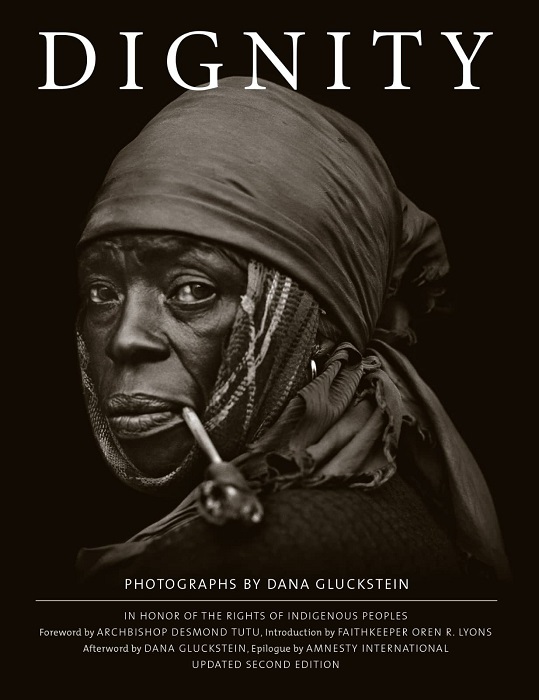 DIGNITY
PHOTOGRAPHS BY DANA GLUCKSTEIN
IN HONOR OF THE RIGHTS OF INDIGENOUS PEOPLES
Foreword by ARCHBISHOP DESMOND TUTU, Introduction by FAITHKEEPER OREN R. LYONS
Afterword by DANA GLUCKSTEIN, Epilogue by AMNESTY INTERNATIONAL
UPDATED SECOND EDITION